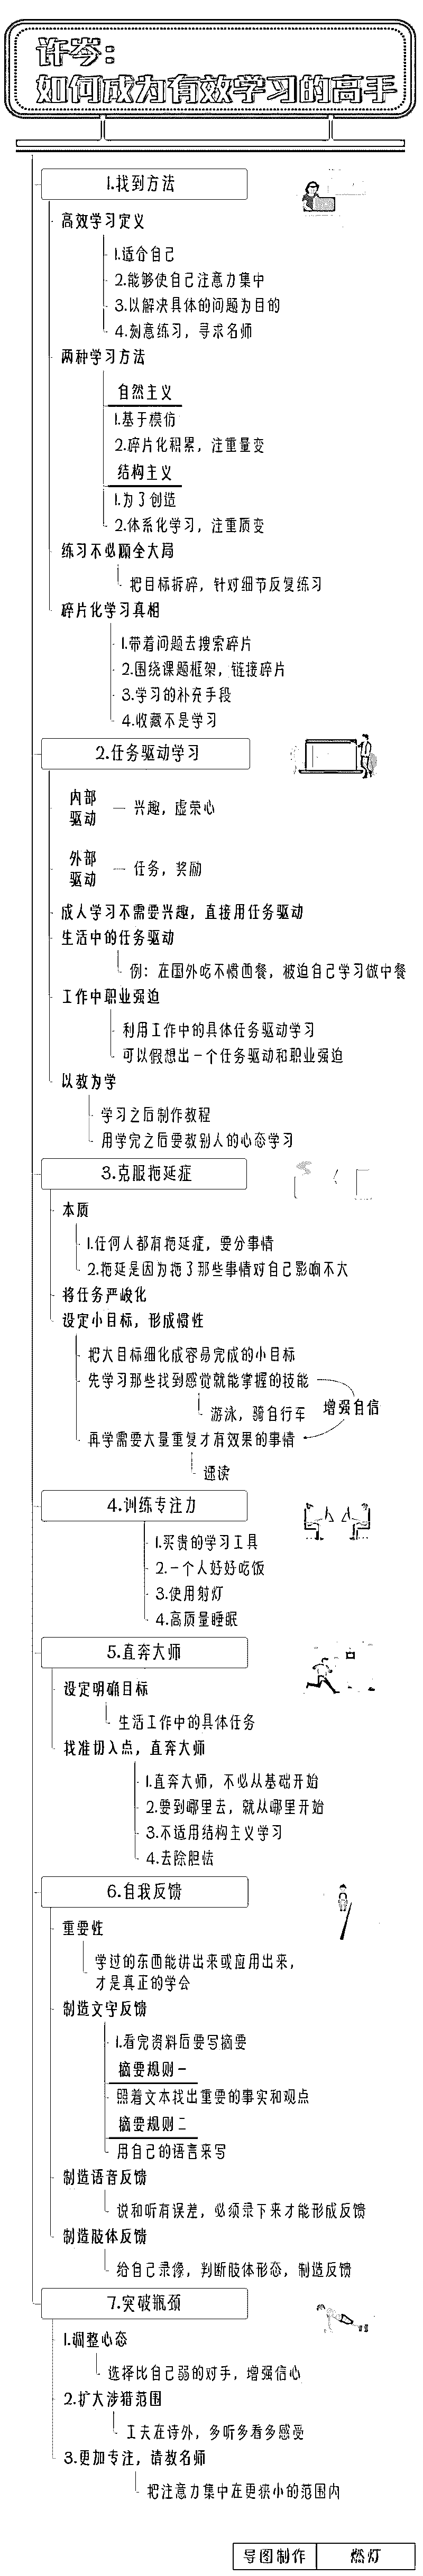 许岑：
如何成为有效学习的高手
1.找到方法
高效学习定义
1.适合自己
2.能够使自己注意力集中
3.以解决具体的问题为目的
4.刻意练习，寻求名师
两种学习方法
自然主义
1.基于模仿
2.碎片化积累，注重量变
结构主义
1.为了创造
2.体系化学习，注重质变
练习不必顾全大局
把目标拆碎，针对细节反复练习
碎片化学习真相
1.带着问题去搜索碎片
2.围绕课题框架，链接碎片
3.学习的补充手段
4.收藏不是学习
2.任务驱动学习
内部
驱动
兴趣，虚荣心
外部
驱动
任务，奖励
成人学习不需要兴趣，直接用任务驱动
生活中的任务驱动
例：在国外吃不惯西餐，被迫自己学习做中餐
工作中职业强迫
利用工作中的具体任务驱动学习
可以假想出一个任务驱动和职业强迫
以教为学
学习之后制作教程
用学完之后要教别人的心态学习
3.克服拖延症
本质
1.任何人都有拖延症，要分事情
2.拖延是因为拖了那些事情对自己影响不大
将任务严峻化
设定小目标，形成惯性
把大目标细化成容易完成的小目标
先学习那些找到感觉就能掌握的技能
游泳，骑自行车
增强自信
再学需要大量重复才有效果的事情
速读
4.训练专注力
1.买贵的学习工具
2.一个人好好吃饭
3.使用射灯
4.高质量睡眠
5.直奔大师
设定明确目标
生活工作中的具体任务
找准切入点，直奔大师
1.直奔大师，不必从基础开始
2.要到哪里去，就从哪里开始
3.不适用结构主义学习
4.去除胆怯
6.自我反馈
重要性
学过的东西能讲出来或应用出来，
才是真正的学会
制造文字反馈
1.看完资料后要写摘要
摘要规则一
照着文本找出重要的事实和观点
摘要规则二
用自己的语言来写
制造语音反馈
说和听有误差，必须录下来才能形成反馈
制造肢体反馈
给自己录像，判断肢体形态，制造反馈
7.突破瓶颈
1.调整心态
选择比自己弱的对手，增强信心
2.扩大涉猎范围
工夫在诗外，多听多看多感受
3.更加专注，请教名师
把注意力集中在更狭小的范围内
导图制作
燃灯